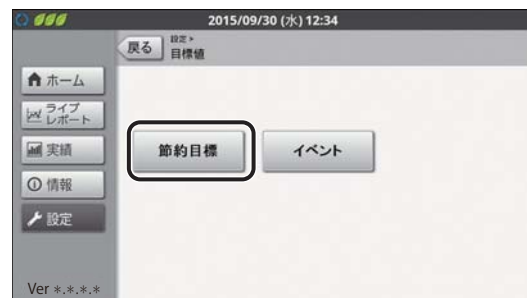 2015/09/30 (水) 12:34
戻る
設定 >
目標値
ホーム
ライブ
レポート
実績
情報
設定
節約目標
イベント
Ver *.*.*.*